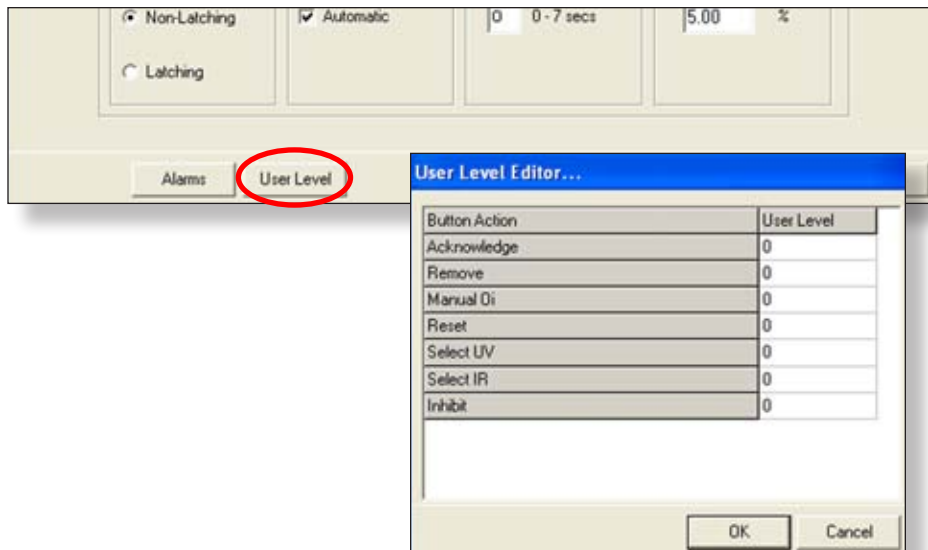 Non-Latching Automatic 0 0 - 7 secs 5.00 %
Latching
Alarms User Level
User Level Editor...
Button Action User Level
Acknowledge 0
Remove 0
Manual Oi 0
Reset 0
Select UV 0
Select IR 0
Inhibit 0
OK Cancel